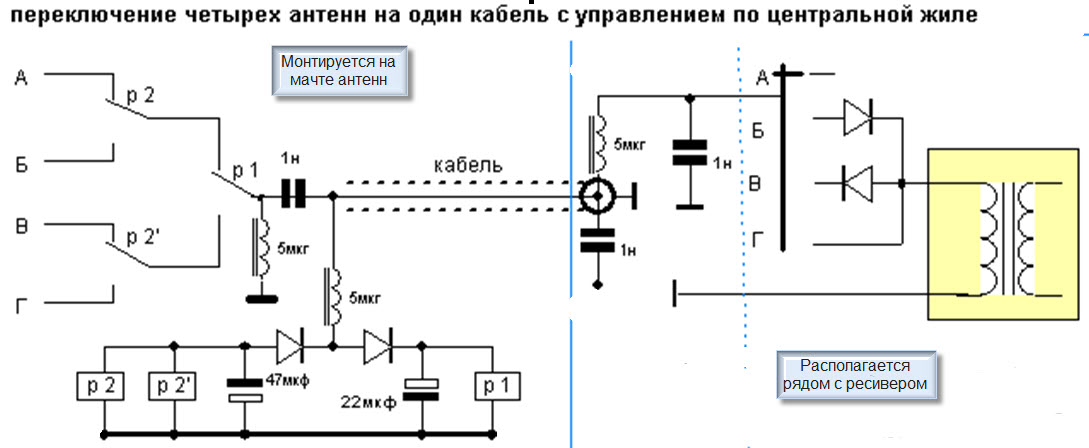 переключение четырех антенн на один кабель с управлением по центральной жиле
Монтируется на
мачте антенн
А
р 2
Б
р 1
1н
В
р 2'
5мкг
Г
5мкг
кабель
47мкф
22мкф
р 2
р 2'
р 1
5мкг
1н
1н
А
Б
В
Г
Располагается
рядом с ресивером